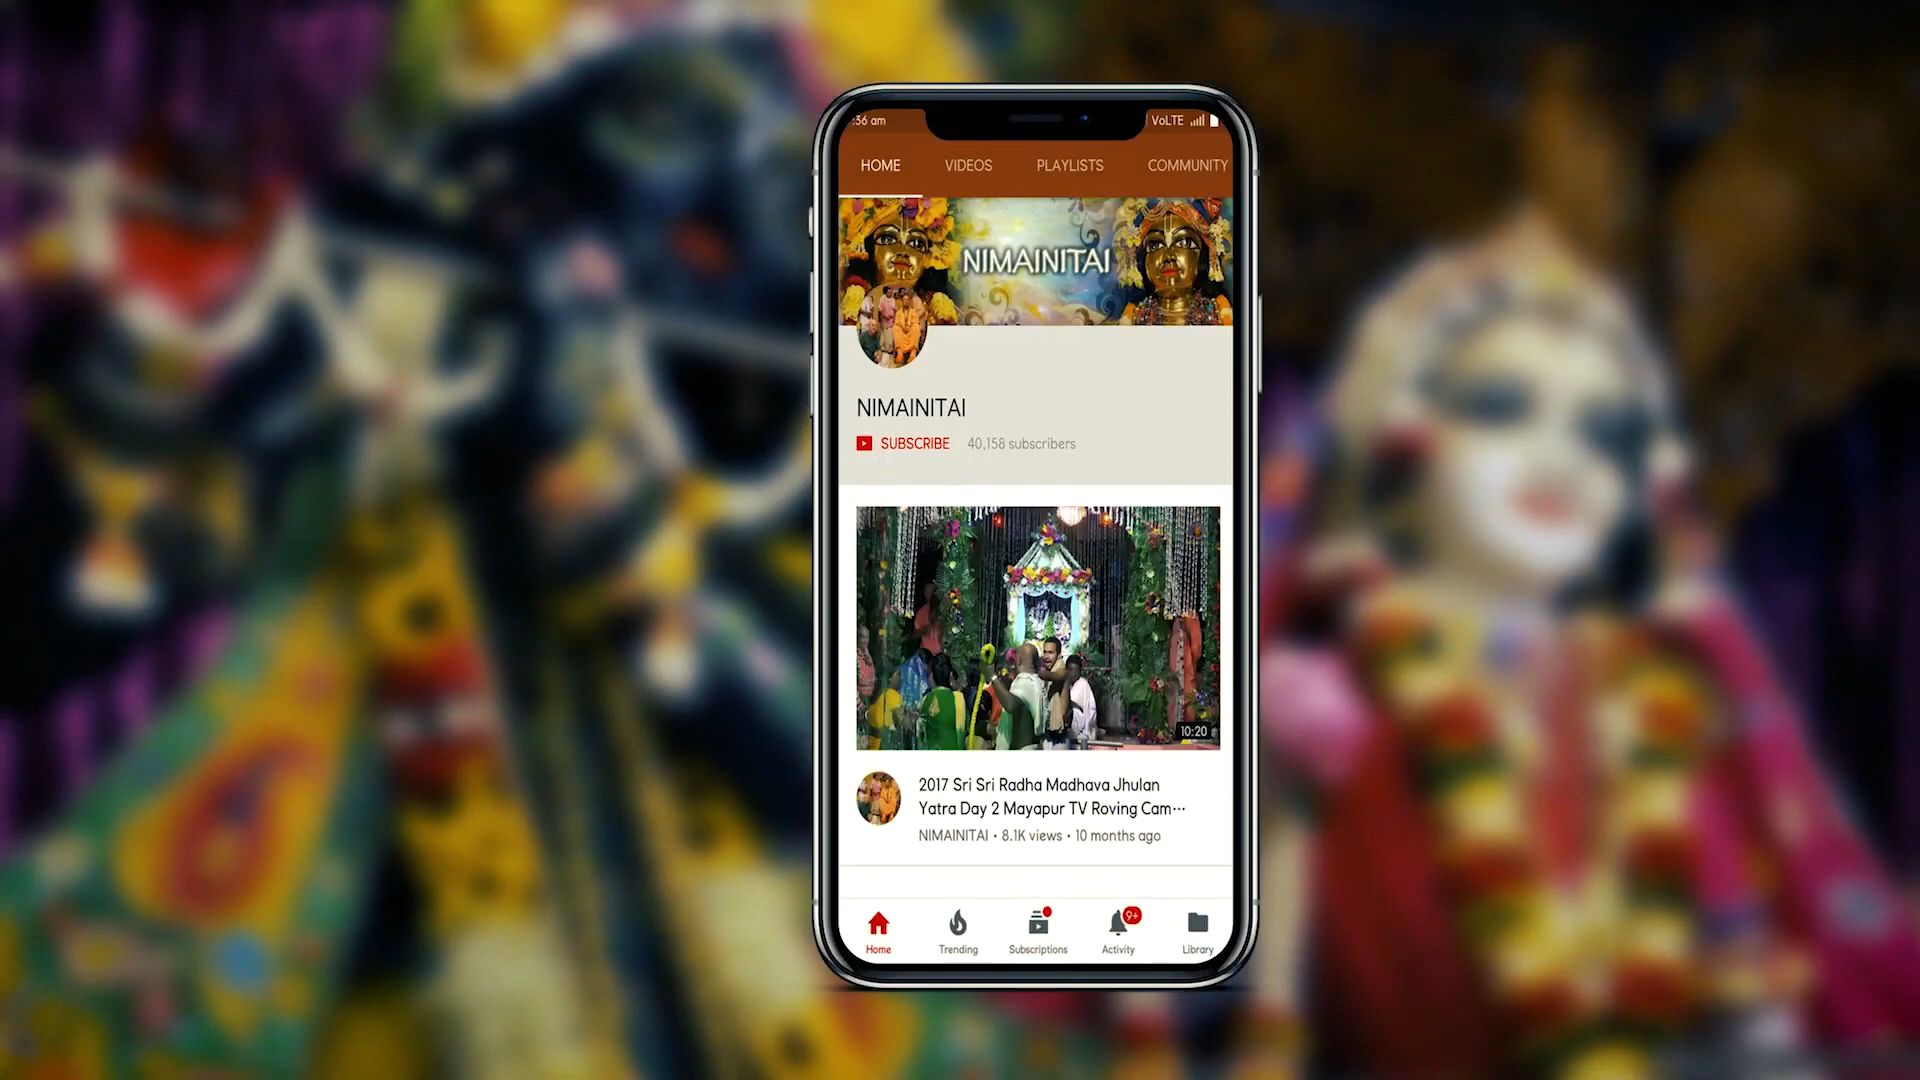 :36 am
VoLTE
HOME VIDEOS PLAYLISTS COMMUNITY
NIMAINITAI
NIMAINITAI
SUBSCRIBE 40,158 subscribers
10:20
2017 Sri Sri Radha Madhava Jhulan
Yatra Day 2 Mayapur TV Roving Cam...
NIMAINITAI • 8.1K views • 10 months ago
9+
Home Trending Subscriptions Activity Library